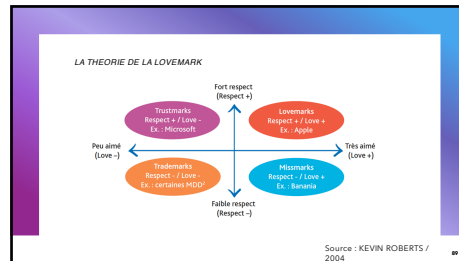 LA THEORIE DE LA LOVEMARK
Fort respect
(Respect +)
Trustmarks
Respect + / Love -
Ex. : Microsoft
Lovemarks
Respect + / Love +
Ex. : Apple
Peu aimé
(Love –)
Très aimé
(Love +)
Trademarks
Respect - / Love -
Ex. : certaines MDD²
Missmarks
Respect - / Love +
Ex. : Banania
Faible respect
(Respect –)
Source : KEVIN ROBERTS /
2004
89